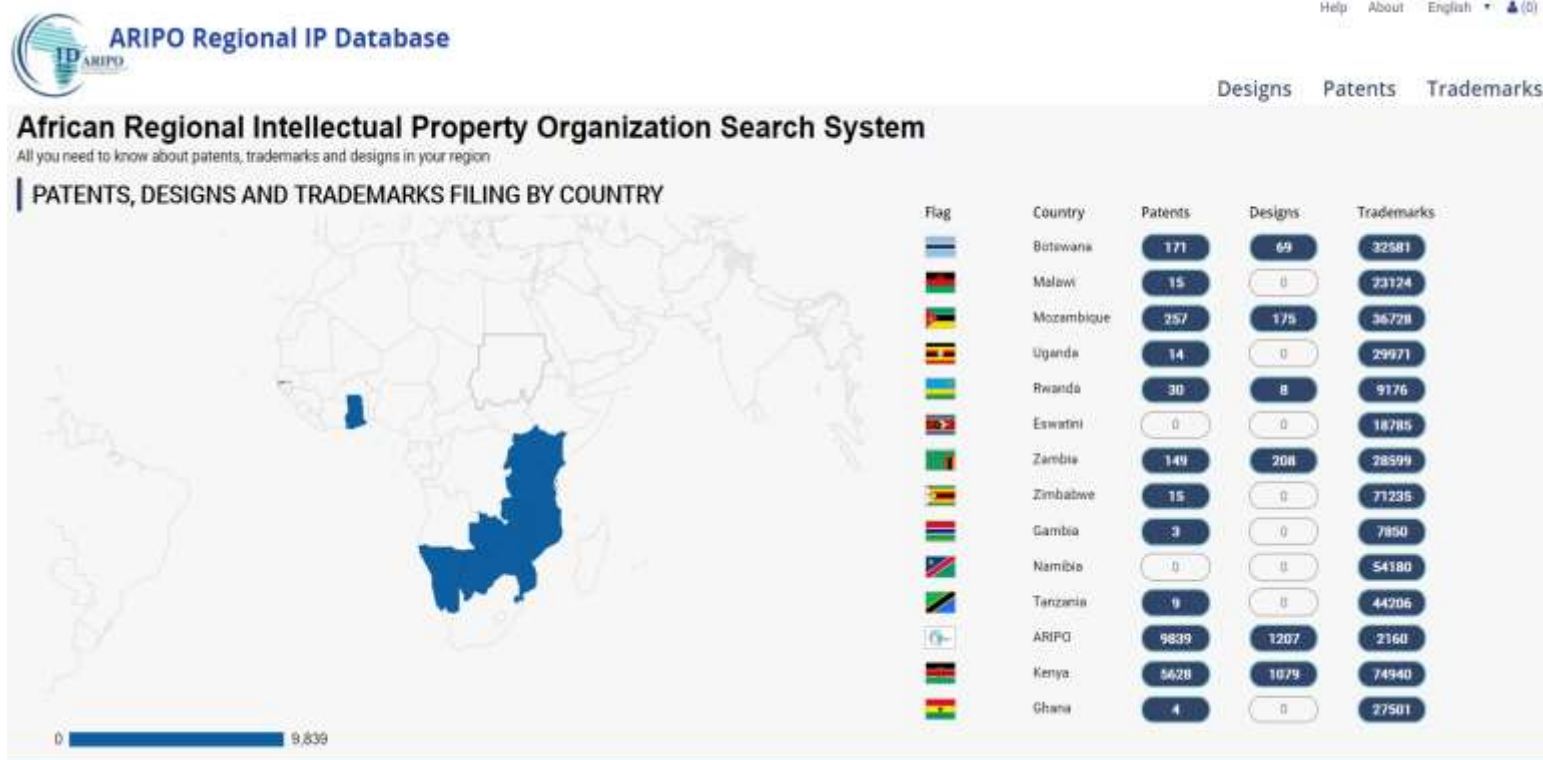 Help About English (0)
ARIPO Regional IP Database
IP ARIPO
Designs Patents Trademarks
African Regional Intellectual Property Organization Search System
All you need to know about patents, trademarks and designs in your region
PATENTS, DESIGNS AND TRADEMARKS FILING BY COUNTRY
Flag Country Patents Designs Trademarks
Botswana 171 69 32581
Malawi 15 0 23124
Mozambique 257 175 36728
Uganda 14 0 29971
Rwanda 30 8 9176
Eswatini 0 0 18785
Zambia 149 208 28599
Zimbabwe 15 0 71235
Gambia 3 0 7850
Namibia 0 0 54180
Tanzania 9 0 44206
ARIPO 9839 1207 2160
Kenya 5628 1079 74940
Ghana 4 0 27501
0 9,839